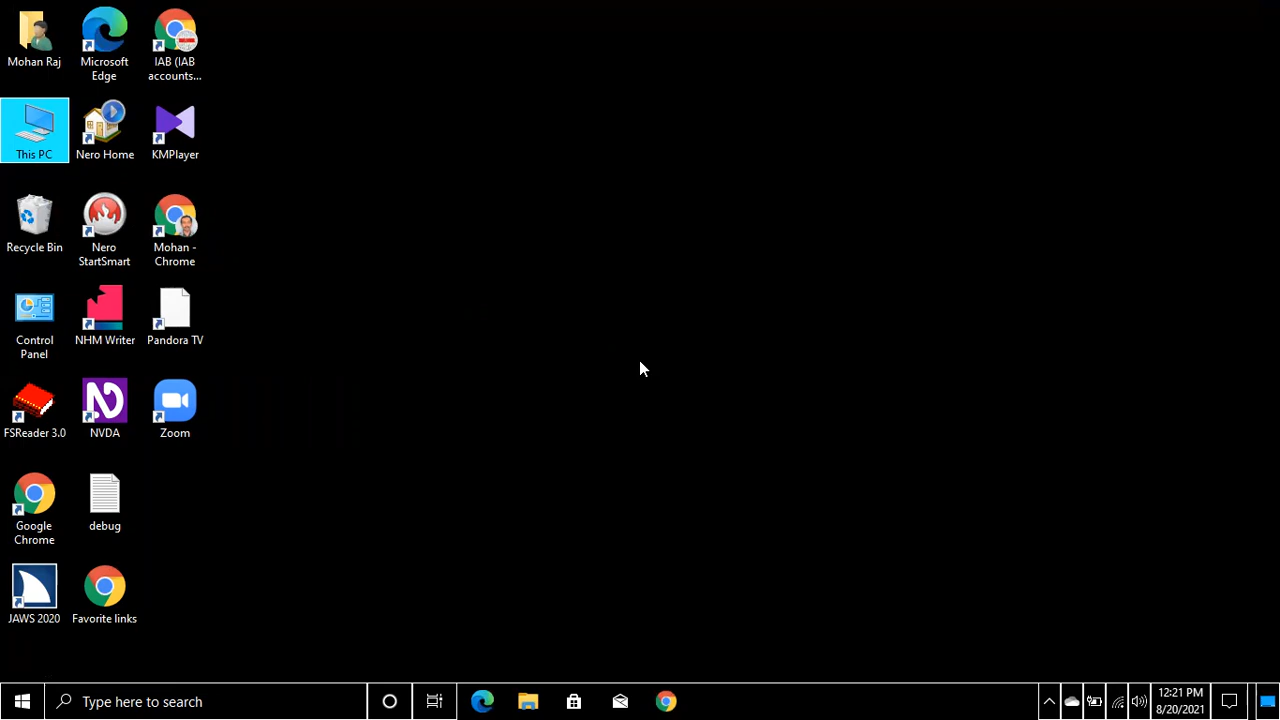 Mohan Raj
Microsoft
Edge
IAB (IAB
accounts...
This PC
Nero Home
KMPlayer
Recycle Bin
Nero
StartSmart
Mohan -
Chrome
Control
Panel
NHM Writer
Pandora TV
FSReader 3.0
NVDA
Zoom
Google
Chrome
debug
JAWS 2020
Favorite links
Type here to search
12:21 PM
8/20/2021